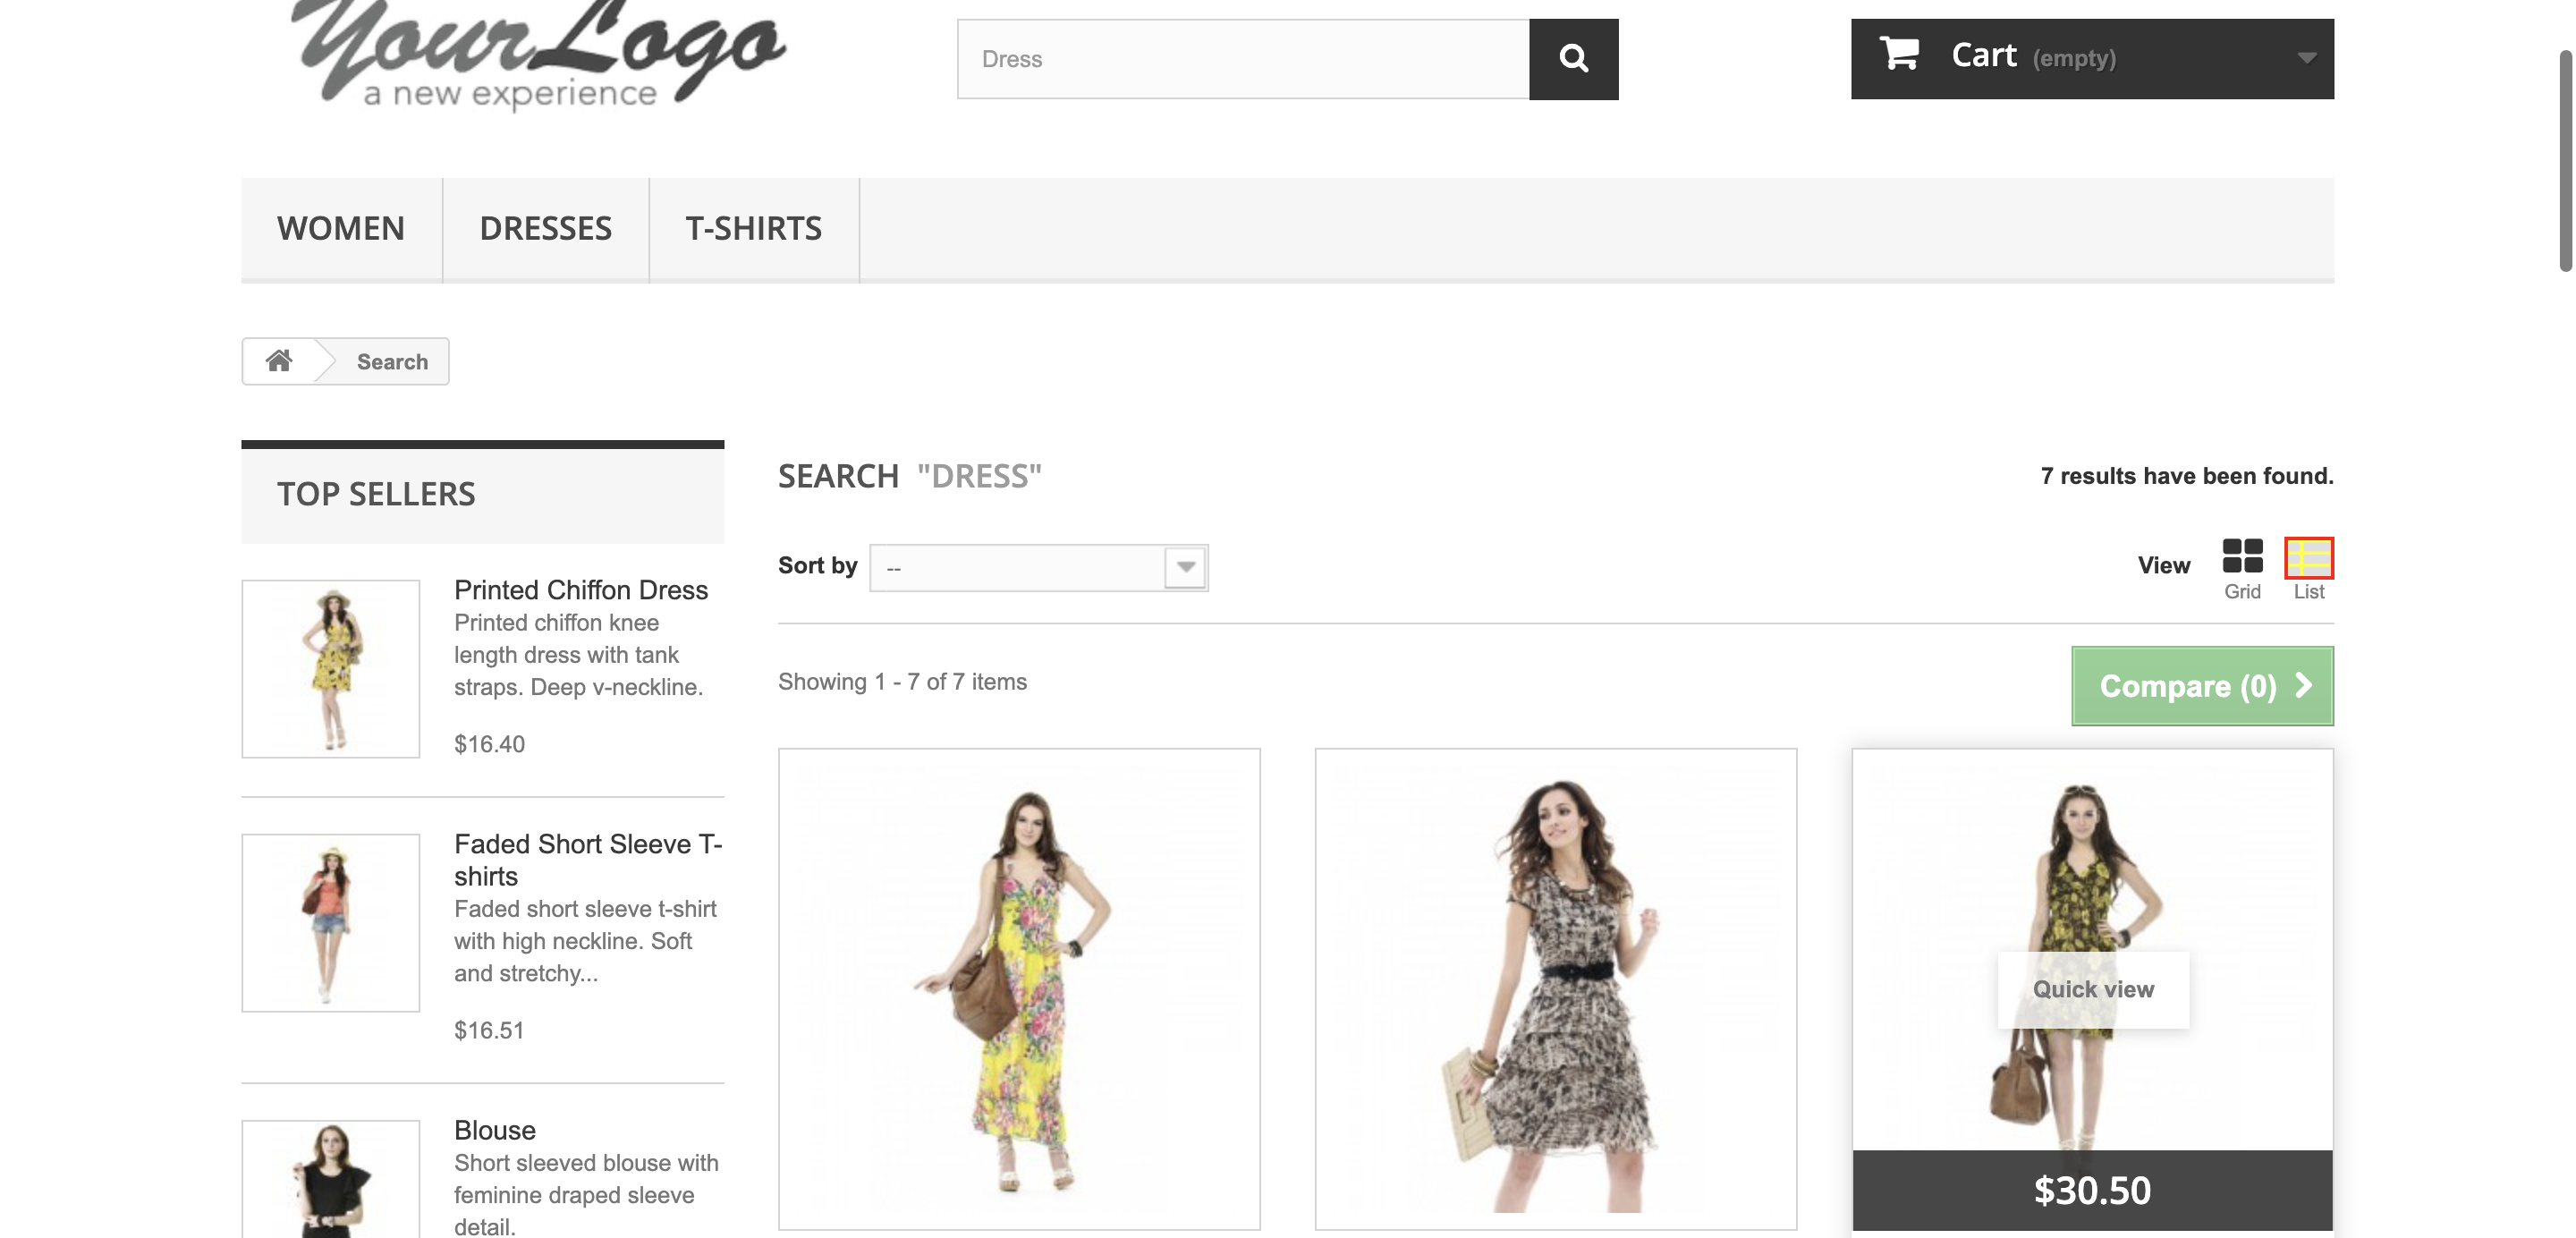 YourLogo
a new experience
Dress
Cart (empty)
WOMEN
DRESSES
T-SHIRTS
Search
TOP SELLERS
Printed Chiffon Dress
Printed chiffon knee
length dress with tank
straps. Deep v-neckline.
$16.40
Faded Short Sleeve T-
shirts
Faded short sleeve t-shirt
with high neckline. Soft
and stretchy...
$16.51
Blouse
Short sleeved blouse with
feminine draped sleeve
detail.
SEARCH "DRESS"
7 results have been found.
Sort by --
View
Grid
List
Showing 1 - 7 of 7 items
Compare (0)
Quick view
$30.50